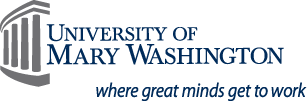 UNIVERSITY OF
MARY WASHINGTON
where great minds get to work